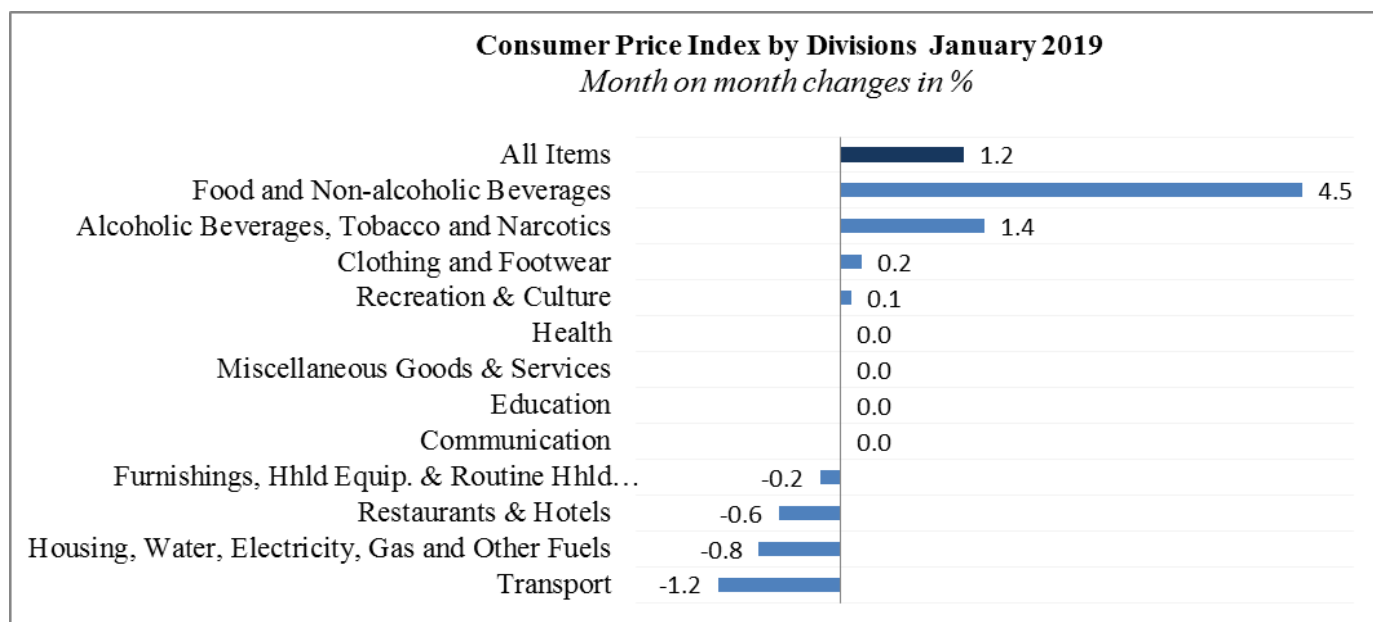 Consumer Price Index by Divisions January 2019
Month on month changes in %
All Items 1.2
Food and Non-alcoholic Beverages 4.5
Alcoholic Beverages, Tobacco and Narcotics 1.4
Clothing and Footwear 0.2
Recreation & Culture 0.1
Health 0.0
Miscellaneous Goods & Services 0.0
Education 0.0
Communication 0.0
Furnishings, Hhld Equip. & Routine Hhld… -0.2
Restaurants & Hotels -0.6
Housing, Water, Electricity, Gas and Other Fuels -0.8
Transport -1.2